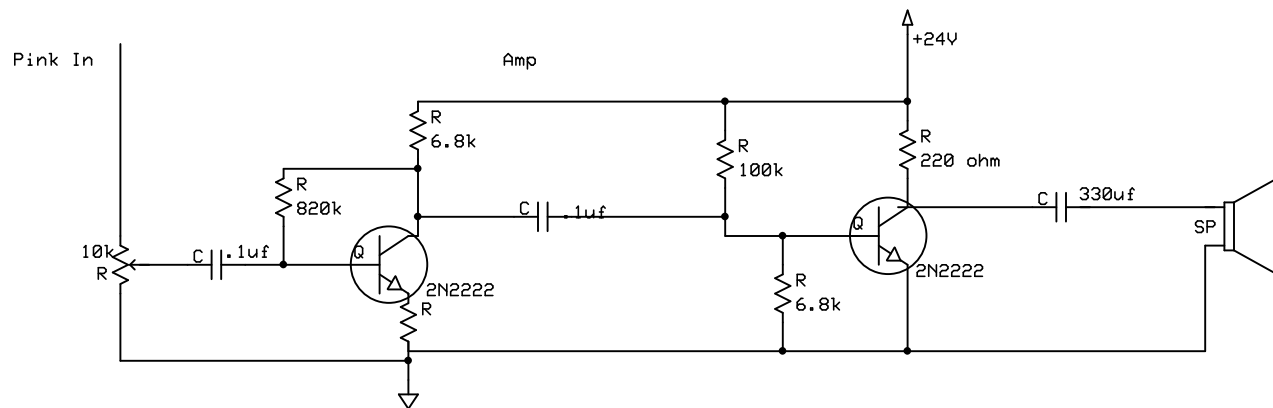 Pink In
Amp
+24V
R
6.8k
R
100k
R
220 ohm
R
820k
C
.1uf
C
330uf
10k
R
C
.1uf
Q
2N2222
R
Q
2N2222
R
6.8k
SP